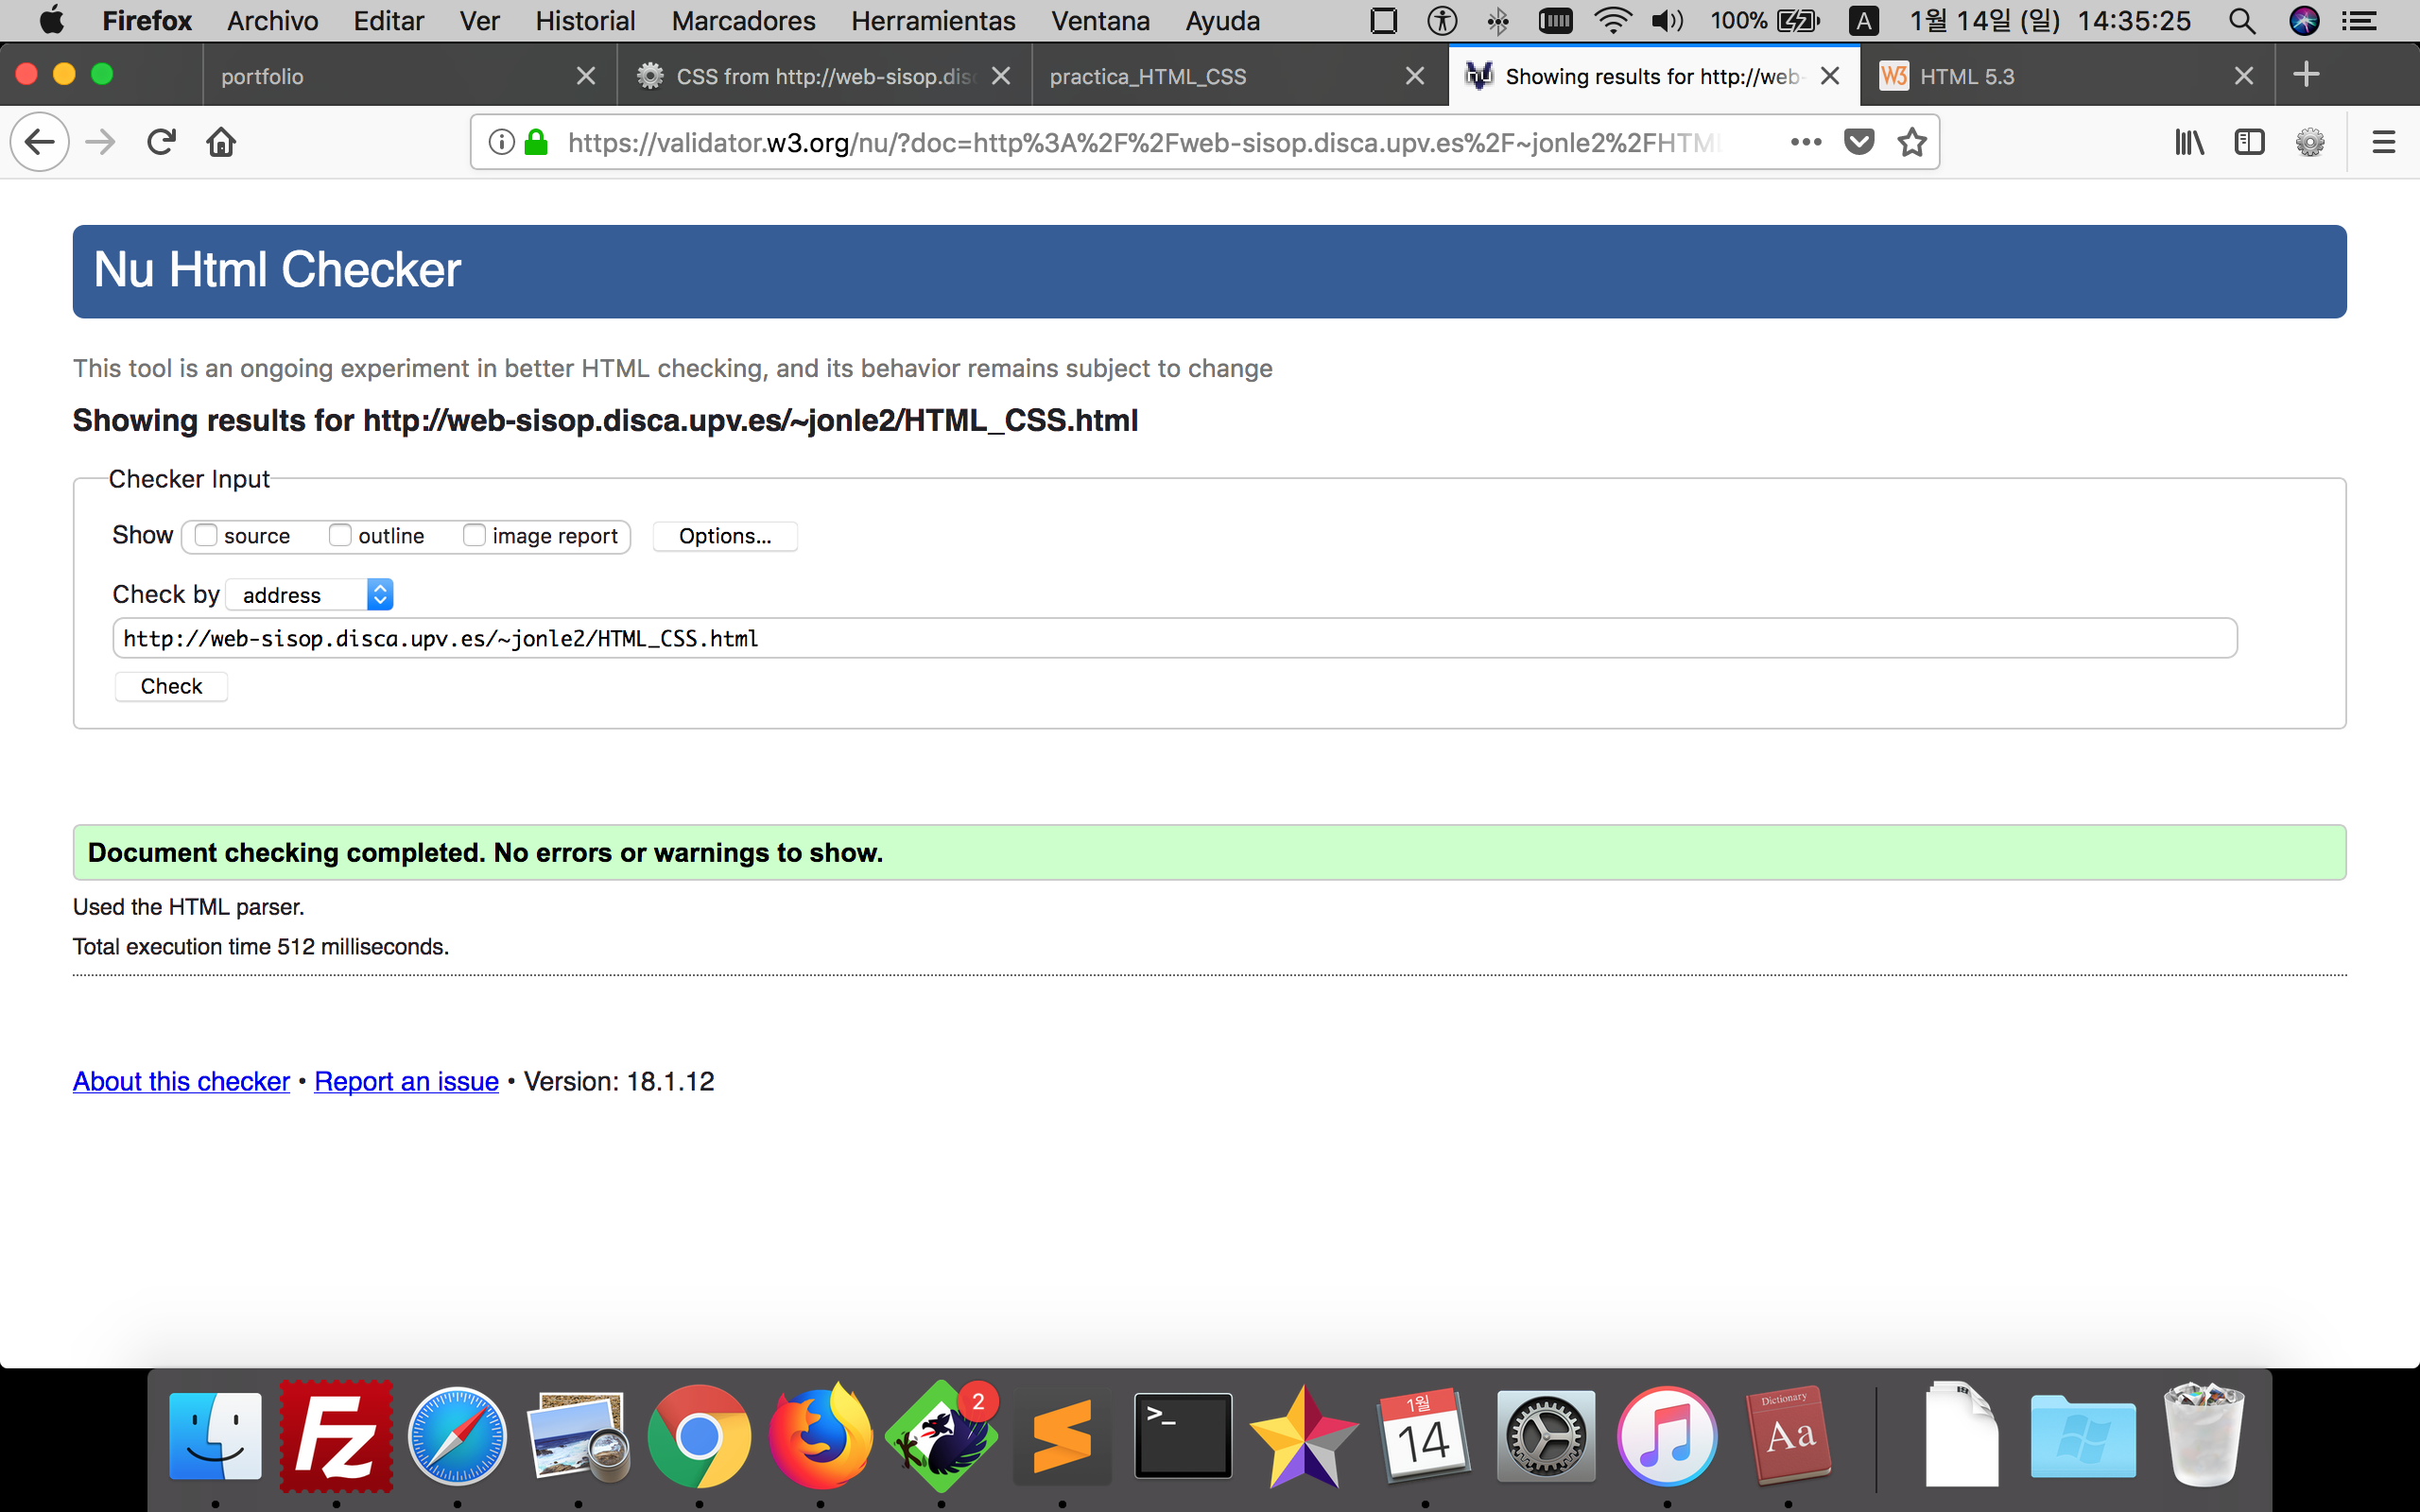 Firefox Archivo Editar Ver Historial Marcadores Herramientas Ventana Ayuda 100% A 1월 14일 (일) 14:35:25
portfolio CSS from http://web-sisop.disc practica_HTML_CSS Showing results for http://web- W3 HTML 5.3
https://validator.w3.org/nu/?doc=http%3A%2F%2Fweb-sisop.disca.upv.es%2F~jonle2%2FHTML
Nu Html Checker
This tool is an ongoing experiment in better HTML checking, and its behavior remains subject to change
Showing results for http://web-sisop.disca.upv.es/~jonle2/HTML_CSS.html
Checker Input
Show source outline image report Options...
Check by address
http://web-sisop.disca.upv.es/~jonle2/HTML_CSS.html
Check
Document checking completed. No errors or warnings to show.
Used the HTML parser.
Total execution time 512 milliseconds.
About this checker • Report an issue • Version: 18.1.12
Fz 2 >_ 1월 14 Dictionary Aa